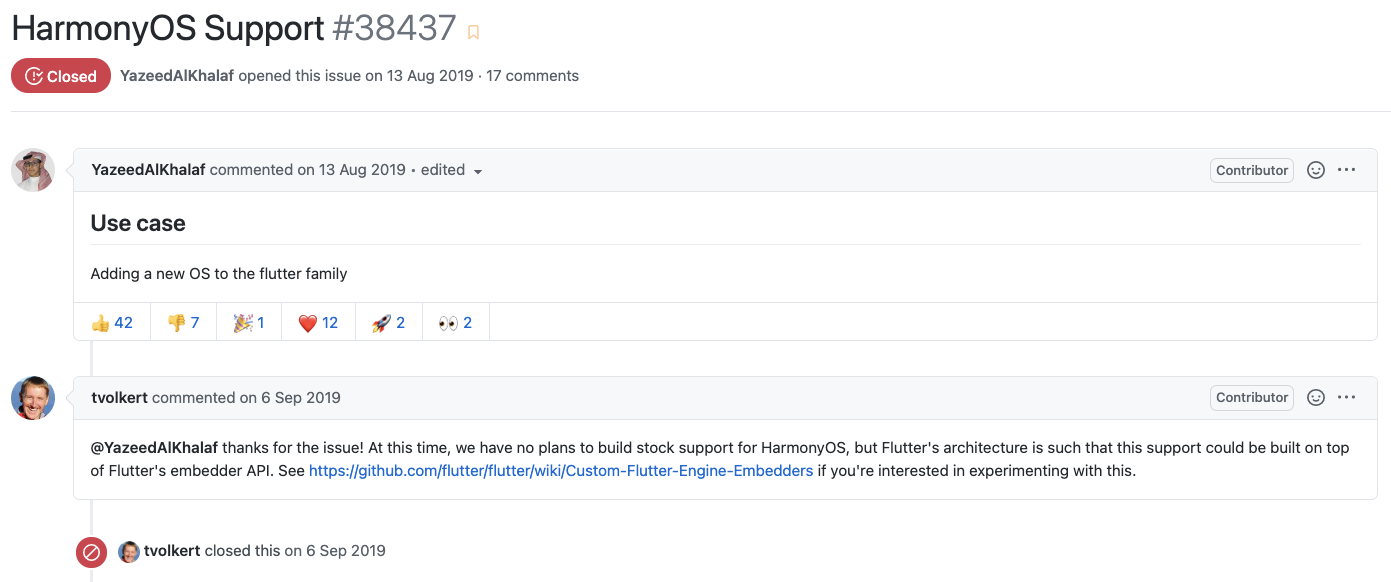 HarmonyOS Support #38437
Closed YazeedAlKhalaf opened this issue on 13 Aug 2019 · 17 comments
YazeedAlKhalaf commented on 13 Aug 2019 • edited Contributor
Use case
Adding a new OS to the flutter family
👍 42 👎 7 🎉 1 ❤️ 12 🚀 2 👀 2
tvolkert commented on 6 Sep 2019 Contributor
@YazeedAlKhalaf thanks for the issue! At this time, we have no plans to build stock support for HarmonyOS, but Flutter's architecture is such that this support could be built on top
of Flutter's embedder API. See https://github.com/flutter/flutter/wiki/Custom-Flutter-Engine-Embedders if you're interested in experimenting with this.
tvolkert closed this on 6 Sep 2019